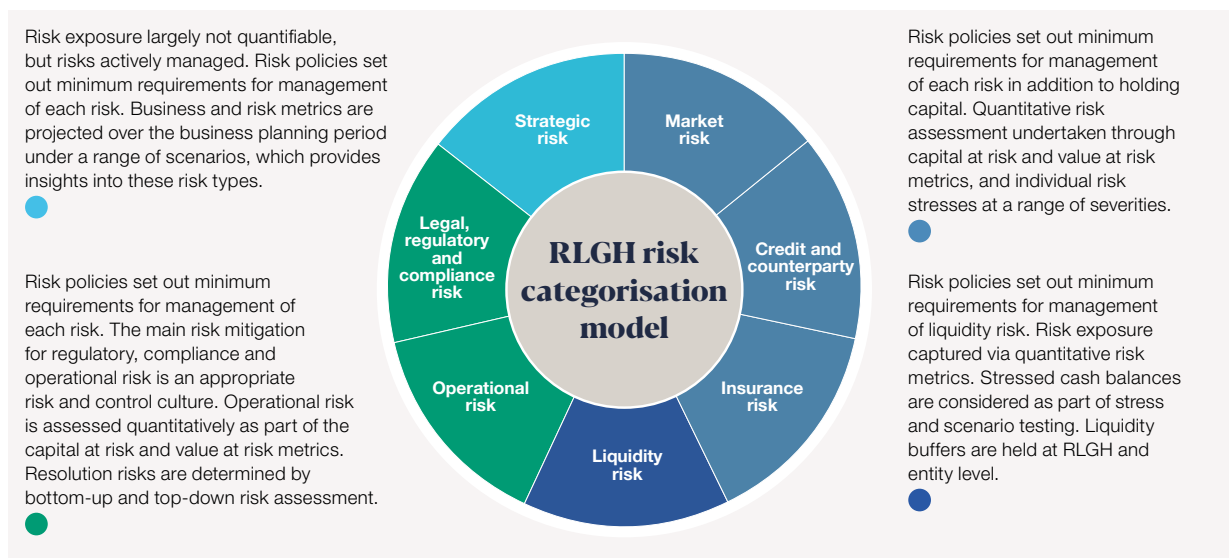 Risk exposure largely not quantifiable,
but risks actively managed. Risk policies set
out minimum requirements for management
of each risk. Business and risk metrics are
projected over the business planning period
under a range of scenarios, which provides
insights into these risk types.
Risk policies set out minimum
requirements for management of
each risk. The main risk mitigation
for regulatory, compliance and
operational risk is an appropriate
risk and control culture. Operational risk
is assessed quantitatively as part of the
capital at risk and value at risk metrics.
Resolution risks are determined by
bottom-up and top-down risk assessment.
Strategic
risk
Market
risk
Legal,
regulatory
and
compliance
risk
Credit and
counterparty
risk
RLGH risk
categorisation
model
Operational
risk
Insurance
risk
Liquidity
risk
Risk policies set out minimum
requirements for management
of each risk in addition to holding
capital. Quantitative risk
assessment undertaken through
capital at risk and value at risk
metrics, and individual risk
stresses at a range of severities.
Risk policies set out minimum
requirements for management
of liquidity risk. Risk exposure
captured via quantitative risk
metrics. Stressed cash balances
are considered as part of stress
and scenario testing. Liquidity
buffers are held at RLGH and
entity level.